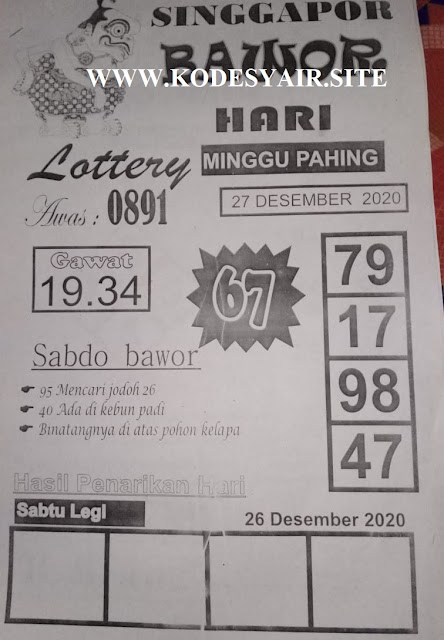 SINGGAPOR
BAWOR
WWW.KODESYAIR.SITE
HARI
Lottery
MINGGU PAHING
27 DESEMBER 2020
Awas : 0891
Gawat
19.34
67
79
17
98
47
Sabdo bawor
95 Mencari jodoh 26
40 Ada di kebun padi
Binatangnya di atas pohon kelapa
Hasil Penarikan Hari
Sabtu Legi
26 Desember 2020